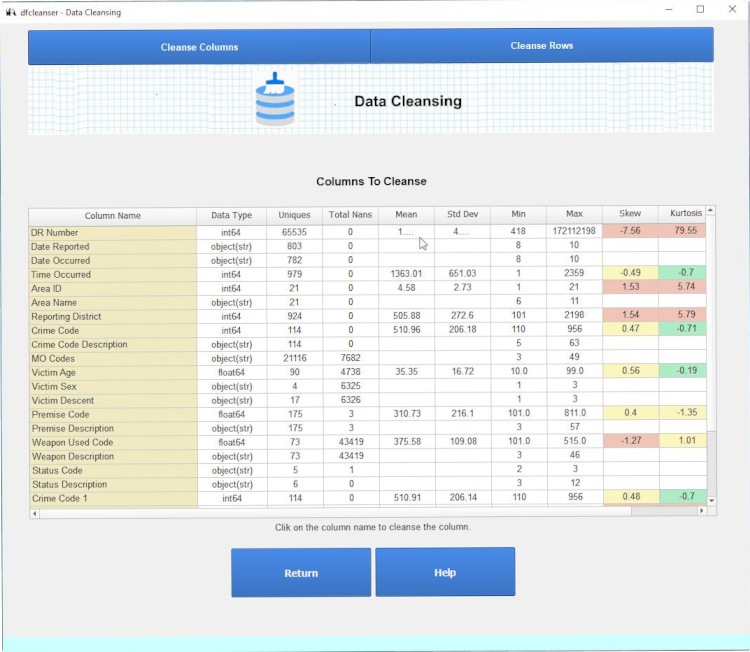 dfcleanser - Data Cleansing
Cleanse Columns Cleanse Rows
Data Cleansing
Columns To Cleanse
Column Name Data Type Uniques Total Nans Mean Std Dev Min Max Skew Kurtosis
DR Number int64 65535 0 1.... 4.... 418 172112198 -7.56 79.55
Date Reported object(str) 803 0 8 10
Date Occurred object(str) 782 0 8 10
Time Occurred int64 979 0 1363.01 651.03 1 2359 -0.49 -0.7
Area ID int64 21 0 4.58 2.73 1 21 1.53 5.74
Area Name object(str) 21 0 6 11
Reporting District int64 924 0 505.88 272.6 101 2198 1.54 5.79
Crime Code int64 114 0 510.96 206.18 110 956 0.47 -0.71
Crime Code Description object(str) 114 0 5 63
MO Codes object(str) 21116 7682 3 49
Victim Age float64 90 4738 35.35 16.72 10.0 99.0 0.56 -0.19
Victim Sex object(str) 4 6325 1 3
Victim Descent object(str) 17 6326 1 3
Premise Code float64 175 3 310.73 216.1 101.0 811.0 0.4 -1.35
Premise Description object(str) 175 3 3 57
Weapon Used Code float64 73 43419 375.58 109.08 101.0 515.0 -1.27 1.01
Weapon Description object(str) 73 43419 3 46
Status Code object(str) 5 1 2 3
Status Description object(str) 6 0 3 12
Crime Code 1 int64 114 0 510.91 206.14 110 956 0.48 -0.7
Clik on the column name to cleanse the column.
Return Help